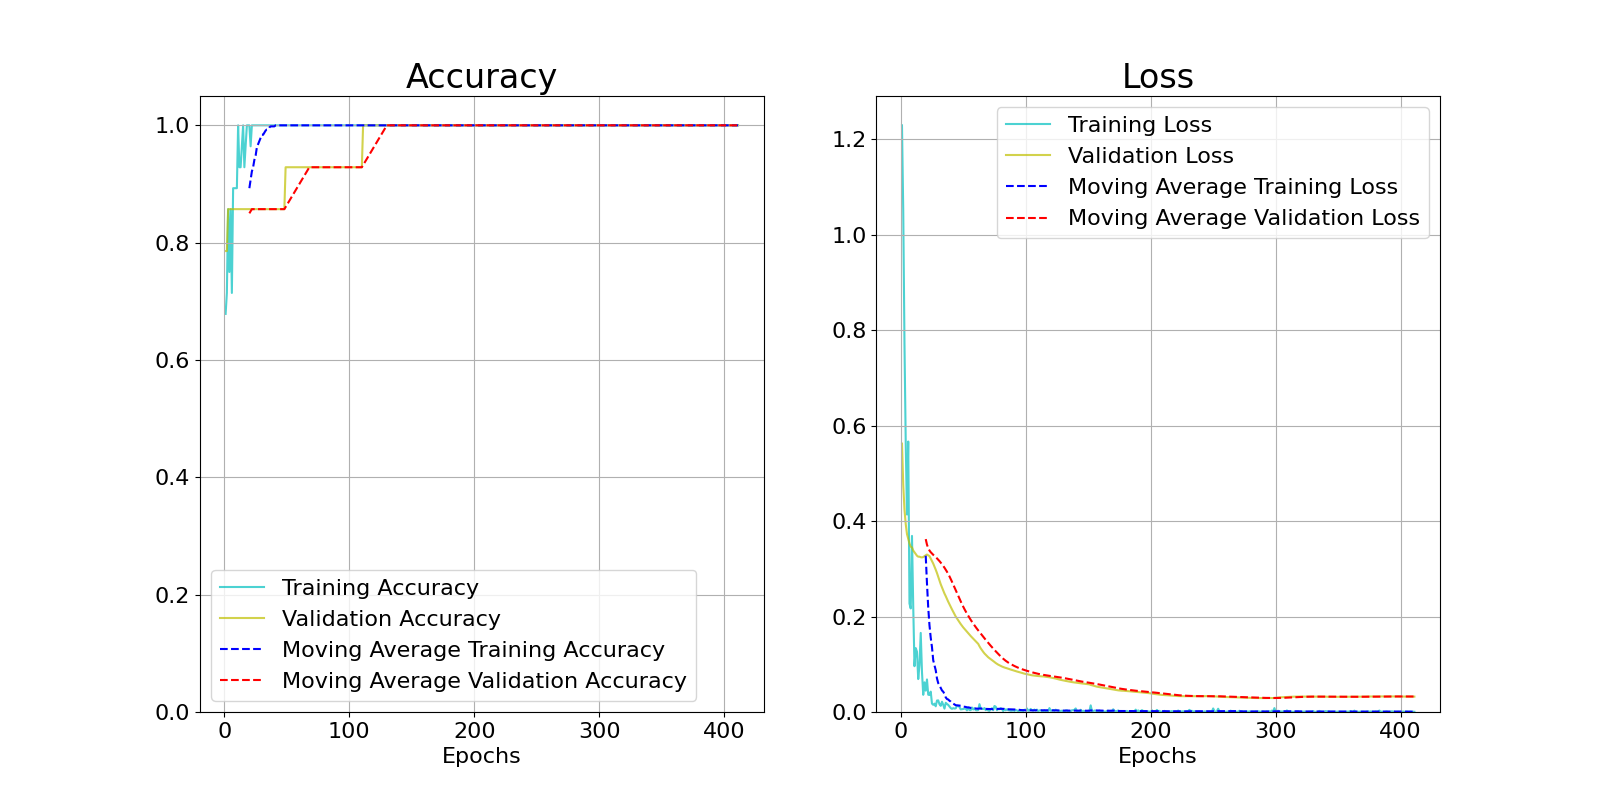 Accuracy
1.0
0.8
0.6
0.4
0.2
0.0
Training Accuracy
Validation Accuracy
Moving Average Training Accuracy
Moving Average Validation Accuracy
0 100 200 300 400
Epochs
Loss
1.2
1.0
0.8
0.6
0.4
0.2
0.0
Training Loss
Validation Loss
Moving Average Training Loss
Moving Average Validation Loss
0 100 200 300 400
Epochs